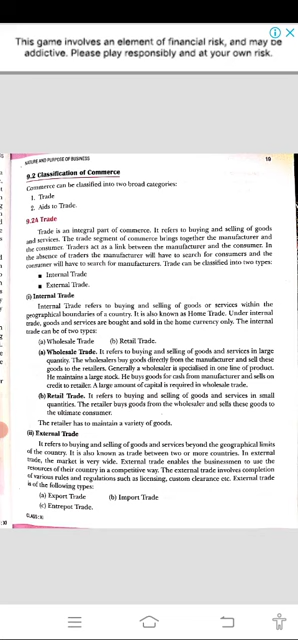 This game involves an element of financial risk, and may be
addictive. Please play responsibly and at your own risk.
NATURE AND PURPOSE OF BUSINESS 19
9.2 Classification of Commerce
Commerce can be classified into two broad categories:
1. Trade
2. Aids to Trade.
9.2A Trade
Trade is an integral part of commerce. It refers to buying and selling of goods
and services. The trade segment of commerce brings together the manufacturer and
the consumer. Traders act as a link between the manufacturer and the consumer. In
the absence of traders the manufacturer will have to search for consumers and the
consumer will have to search for manufacturers. Trade can be classified into two types:
■ Internal Trade
■ External Trade.
(i) Internal Trade
Internal Trade refers to buying and selling of goods or services within the
geographical boundaries of a country. It is also known as Home Trade. Under internal
trade, goods and services are bought and sold in the home currency only. The internal
trade can be of two types:
(a) Wholesale Trade (b) Retail Trade.
(a) Wholesale Trade. It refers to buying and selling of goods and services in large
quantity. The wholesalers buy goods directly from the manufacturer and sell these
goods to the retailers. Generally a wholesaler is specialised in one line of product.
He maintains a large stock. He buys goods for cash from manufacturer and sells on
credit to retailer. A large amount of capital is required in wholesale trade.
(b) Retail Trade. It refers to buying and selling of goods and services in small
quantities. The retailer buys goods from the wholesaler and sells these goods to
the ultimate consumer.
The retailer has to maintain a variety of goods.
(ii) External Trade
It refers to buying and selling of goods and services beyond the geographical limits
of the country. It is also known as trade between two or more countries. In external
trade, the market is very wide. External trade enables the businessmen to use the
resources of their country in a competitive way. The external trade involves completion
of various rules and regulations such as licensing, custom clearance etc. External trade
is of the following types:
(a) Export Trade (b) Import Trade
(c) Entrepot Trade.
CLASS : XI